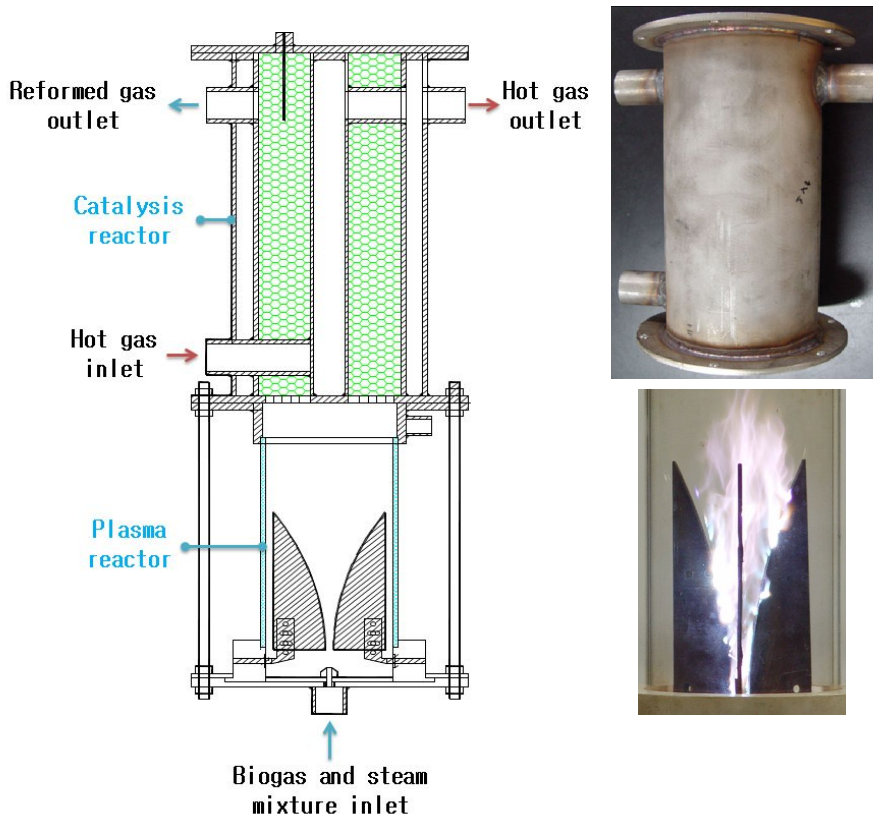 Reformed gas
outlet
Hot gas
outlet
Catalysis
reactor
Hot gas
inlet
Plasma
reactor
Biogas and steam
mixture inlet